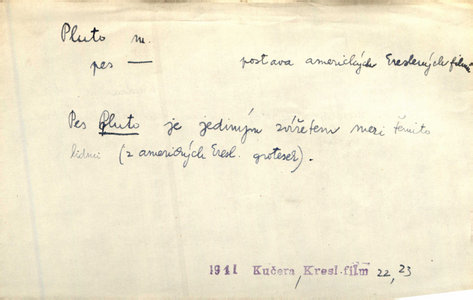 Pluto m.
pes — postava amerických kreslených filmů
Pes Pluto je jediným zvířetem mezi těmito
lidmi (z amerických kresl. grotesek).
1941 Kučera, Kresl.film 22, 23